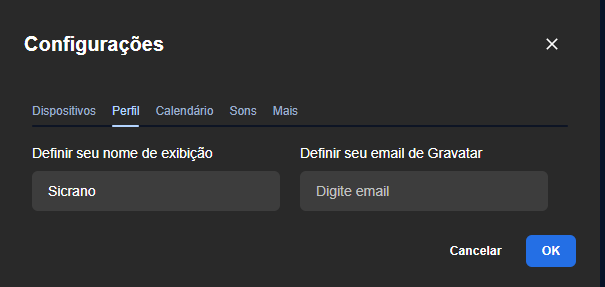 Configurações
Dispositivos Perfil Calendário Sons Mais
Definir seu nome de exibição Definir seu email de Gravatar
Sicrano Digite email
Cancelar OK